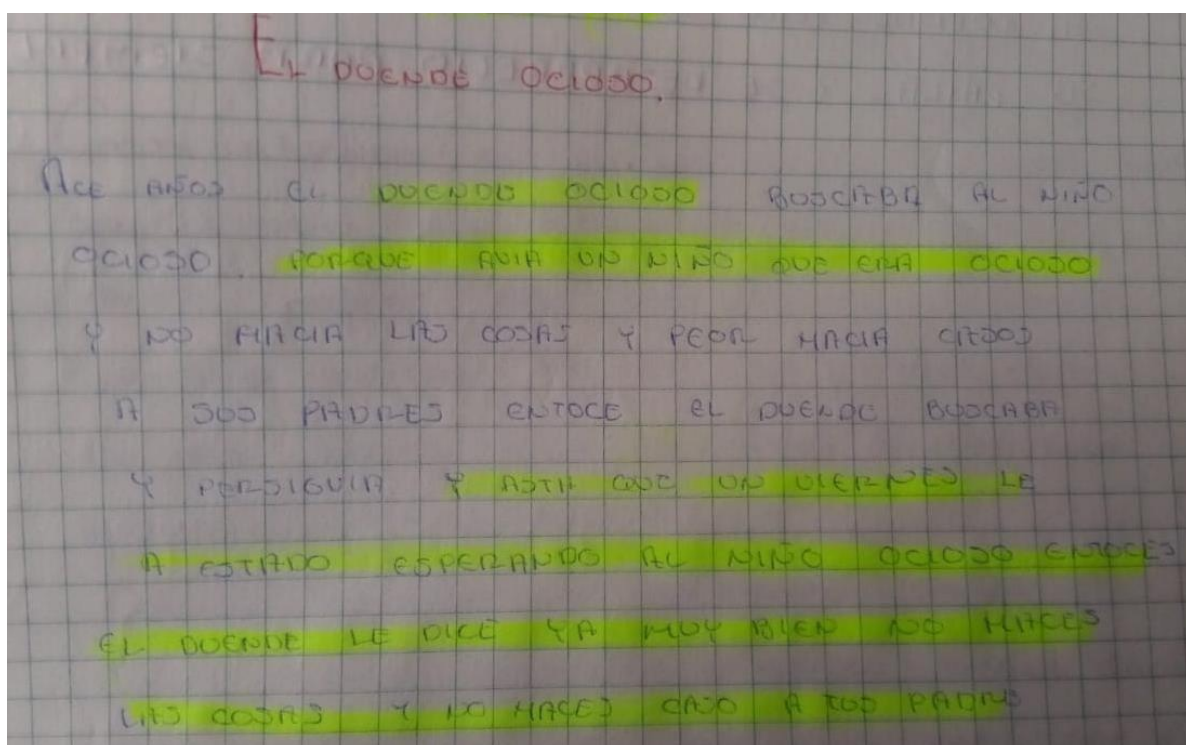 EL DUENDE OCIOSO.
ACE AÑOS EL DUENDO OCIOSO BUSCABA AL NIÑO
OCIOSO. PORQUE AVIA UN NIÑO QUE ERA OCIOSO
Y NO HACIA LAS COSAS Y PEOR HACIA CASOS
A SUS PADRES ENTOCE EL DUENDE BUSCABA
Y PERSIGUIA Y ASTA QUE UN VIERNES LE
A ESTADO ESPERANDO AL NIÑO OCIOSO ENTOCES
EL DUENDE LE DICE YA MUY BIEN NO HACES
LAS COSAS Y NO HACES CASO A TUS PADRES